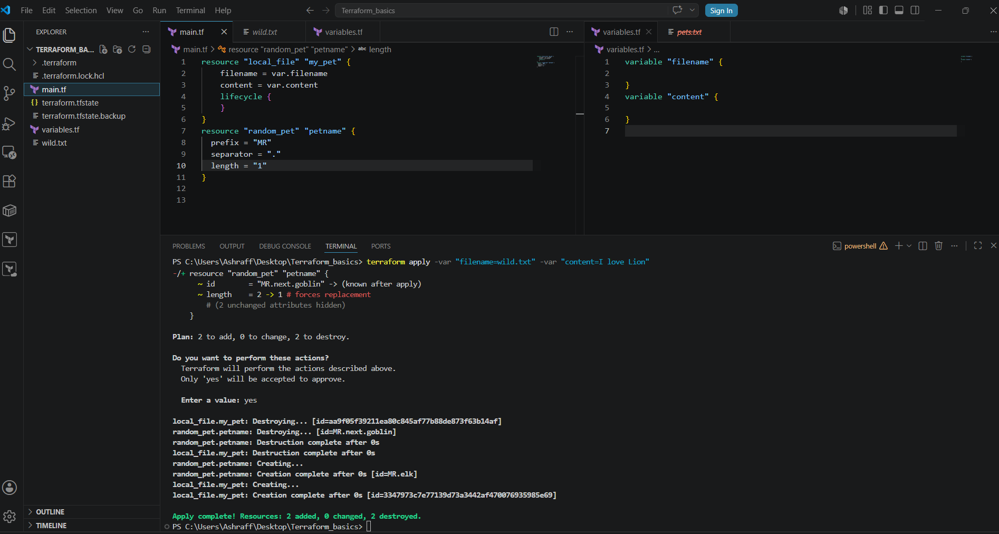 File Edit Selection View Go Run Terminal Help
Terraform_basics
Sign In
EXPLORER
TERRAFORM_BA...
.terraform
.terraform.lock.hcl
main.tf
terraform.tfstate
terraform.tfstate.backup
variables.tf
wild.txt
OUTLINE
TIMELINE
main.tf wild.txt variables.tf
main.tf > resource "random_pet" "petname" > abc length
1 resource "local_file" "my_pet" {
2 filename = var.filename
3 content = var.content
4 lifecycle {
5 }
6 }
7 resource "random_pet" "petname" {
8 prefix = "MR"
9 separator = "."
10 length = "1"
11 }
12
13
variables.tf pets.txt
variables.tf > ...
1 variable "filename" {
2
3 }
4 variable "content" {
5
6 }
7
PROBLEMS OUTPUT DEBUG CONSOLE TERMINAL PORTS
powershell
PS C:\Users\Ashraff\Desktop\Terraform_basics> terraform apply -var "filename=wild.txt" -var "content=I love Lion"
-/+ resource "random_pet" "petname" {
~ id = "MR.next.goblin" -> (known after apply)
~ length = 2 -> 1 # forces replacement
# (2 unchanged attributes hidden)
}
Plan: 2 to add, 0 to change, 2 to destroy.
Do you want to perform these actions?
Terraform will perform the actions described above.
Only 'yes' will be accepted to approve.
Enter a value: yes
local_file.my_pet: Destroying... [id=aa9f05f39211ea80c845af77b88de873f63b14af]
random_pet.petname: Destroying... [id=MR.next.goblin]
random_pet.petname: Destruction complete after 0s
local_file.my_pet: Destruction complete after 0s
random_pet.petname: Creating...
random_pet.petname: Creation complete after 0s [id=MR.elk]
local_file.my_pet: Creating...
local_file.my_pet: Creation complete after 0s [id=3347973c7e77139d73a3442af470076935985e69]
Apply complete! Resources: 2 added, 0 changed, 2 destroyed.
PS C:\Users\Ashraff\Desktop\Terraform_basics>